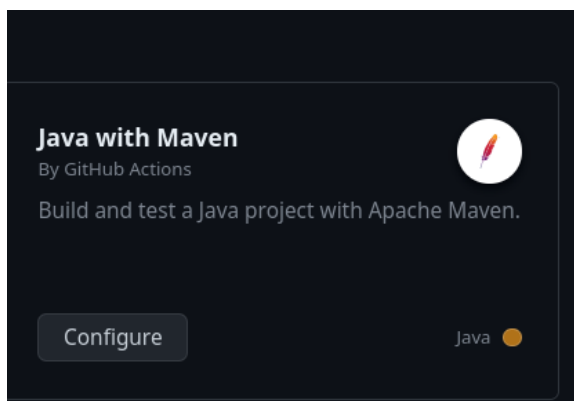 Java with Maven
By GitHub Actions
Build and test a Java project with Apache Maven.
Configure
Java